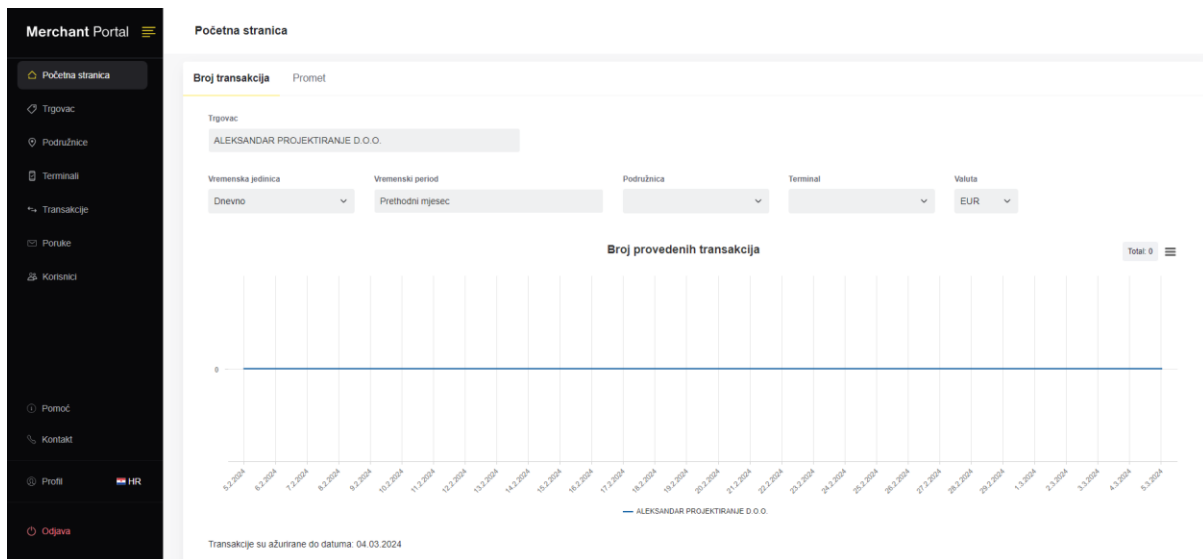 Merchant Portal
Početna stranica
Trgovac
Podružnice
Terminali
Transakcije
Poruke
Korisnici
Pomoć
Kontakt
Profil HR
Odjava
Početna stranica
Broj transakcija Promet
Trgovac
ALEKSANDAR PROJEKTIRANJE D.O.O.
Vremenska jedinica Vremenski period Podružnica Terminal Valuta
Dnevno Prethodni mjesec EUR
Broj provedenih transakcija
Total: 0
0
5.2.2024 6.2.2024 7.2.2024 8.2.2024 9.2.2024 10.2.2024 11.2.2024 12.2.2024 13.2.2024 14.2.2024 15.2.2024 16.2.2024 17.2.2024 18.2.2024 19.2.2024 20.2.2024 21.2.2024 22.2.2024 23.2.2024 24.2.2024 25.2.2024 26.2.2024 27.2.2024 28.2.2024 29.2.2024 1.3.2024 2.3.2024 3.3.2024 4.3.2024 5.3.2024
ALEKSANDAR PROJEKTIRANJE D.O.O.
Transakcije su ažurirane do datuma: 04.03.2024